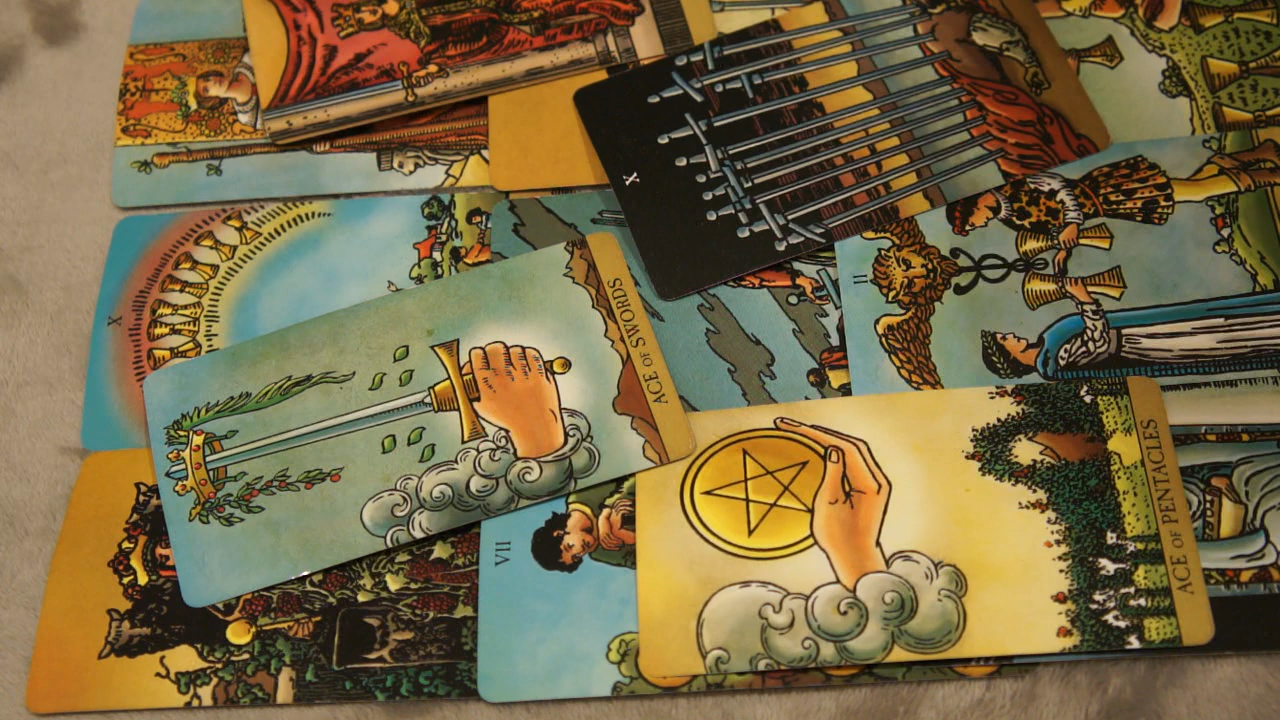 X
II
X
ACE OF SWORDS
VII
ACE OF PENTACLES